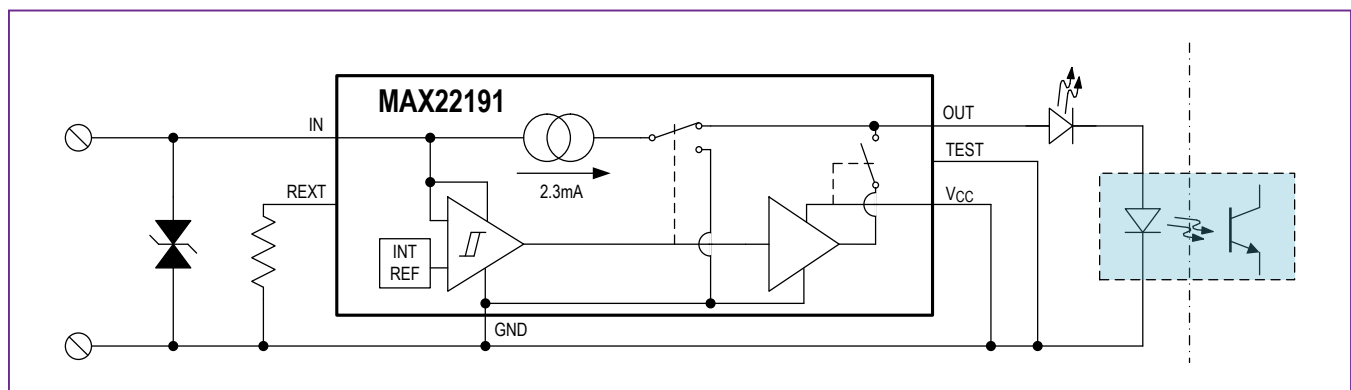 MAX22191
IN
OUT
TEST
REXT
2.3mA
VCC
INT
REF
GND